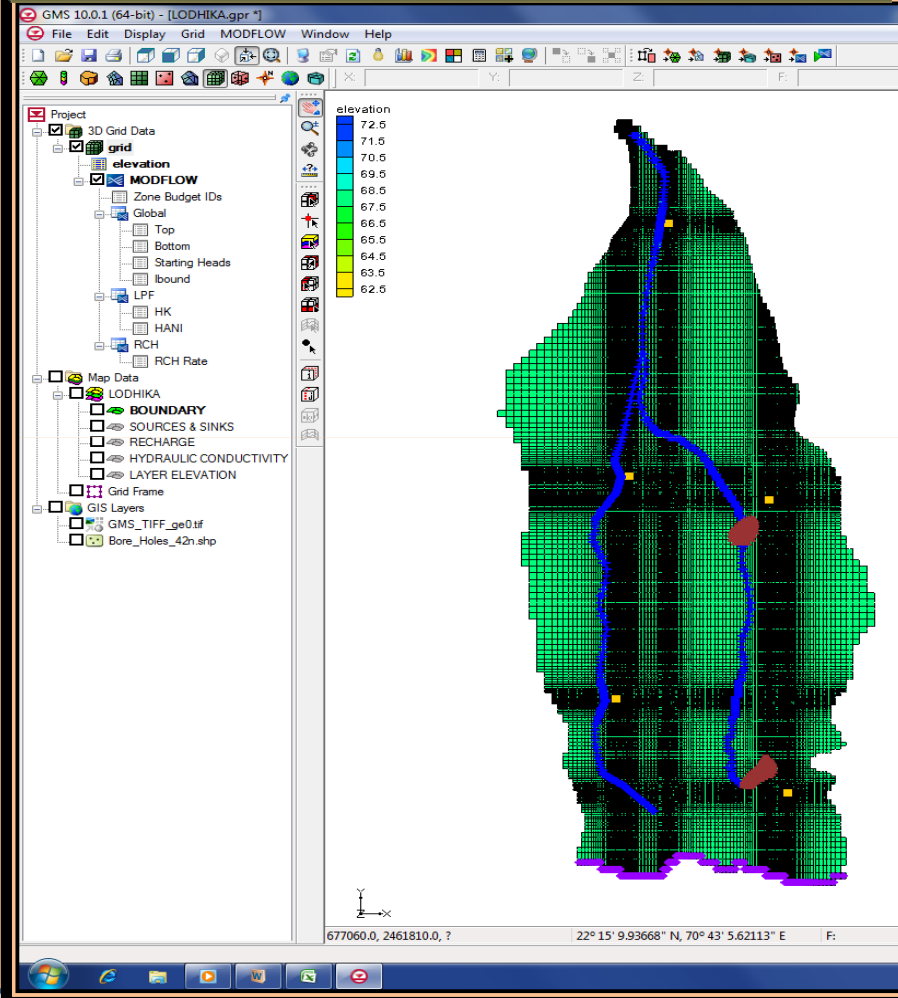 GMS 10.0.1 (64-bit) - [LODHIKA.gpr *]
File Edit Display Grid MODFLOW Window Help
X: Y: Z: F:
Project
3D Grid Data
grid
elevation
MODFLOW
Zone Budget IDs
Global
Top
Bottom
Starting Heads
Ibound
LPF
HK
HANI
RCH
RCH Rate
Map Data
LODHIKA
BOUNDARY
SOURCES & SINKS
RECHARGE
HYDRAULIC CONDUCTIVITY
LAYER ELEVATION
Grid Frame
GIS Layers
GMS_TIFF_ge0.tif
Bore_Holes_42n.shp
elevation
72.5
71.5
70.5
69.5
68.5
67.5
66.5
65.5
64.5
63.5
62.5
Y
Z X
677060.0, 2461810.0, ? 22º 15' 9.93668" N, 70º 43' 5.62113" E F: